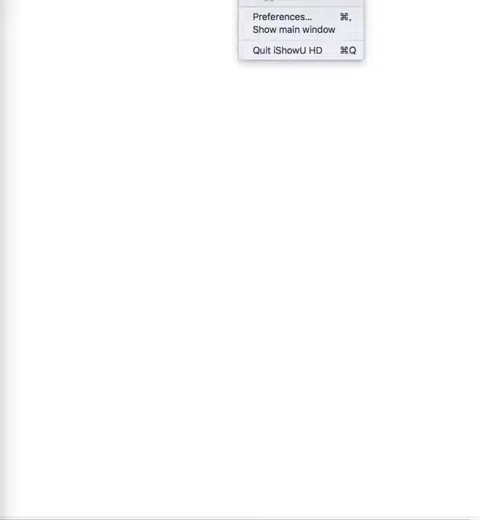 Preferences... ⌘,
Show main window
Quit iShowU HD ⌘Q